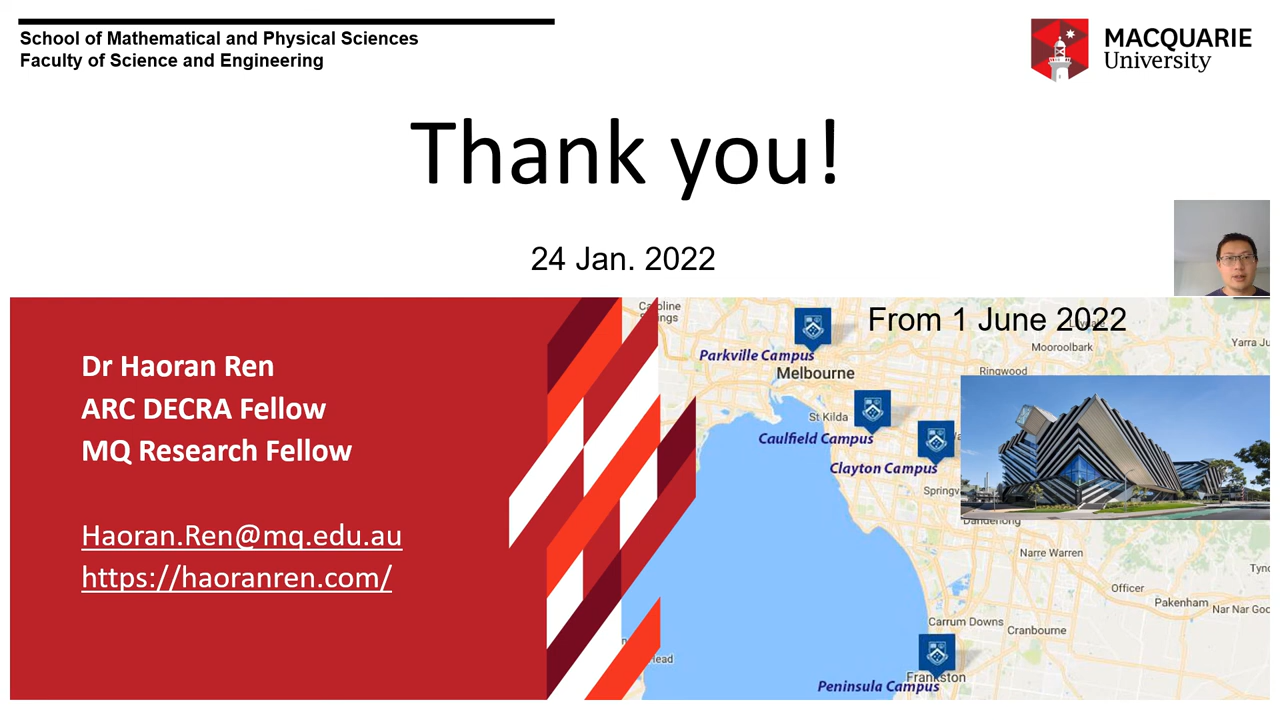 School of Mathematical and Physical Sciences
Faculty of Science and Engineering
MACQUARIE
University
Thank you!
24 Jan. 2022
From 1 June 2022
Dr Haoran Ren
ARC DECRA Fellow
MQ Research Fellow
Haoran.Ren@mq.edu.au
https://haoranren.com/
Caroline
Springs
Parkville Campus
Melbourne
Mooroolbark
Yarra Ju
Ringwood
St Kilda
Caulfield Campus
Clayton Campus
Springv
Dandenong
Narre Warren
Officer
Pakenham
Nar Nar Goo
Tyno
Carrum Downs
Cranbourne
Frankston
Peninsula Campus